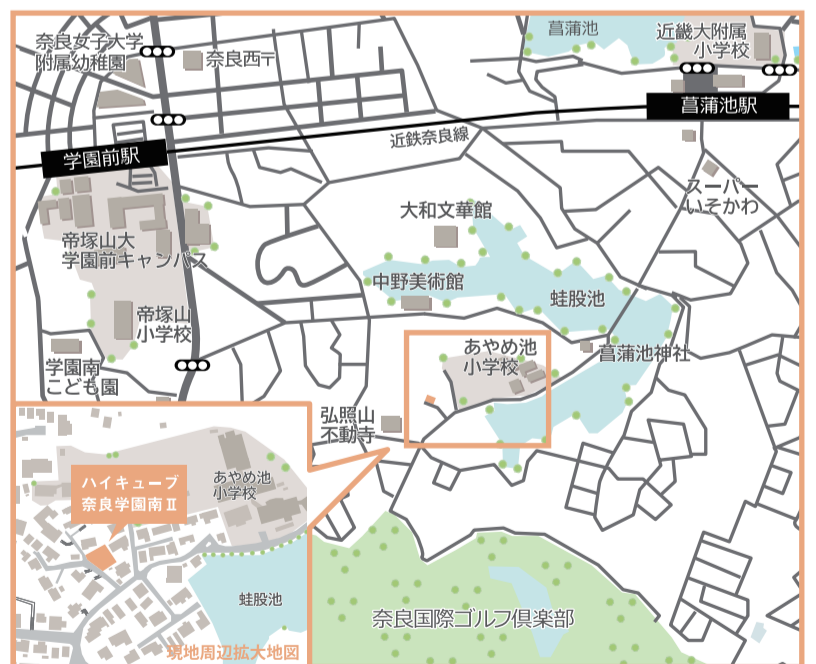 奈良女子大学
附属幼稚園
奈良西〒
菖蒲池
近畿大附属
小学校
菖蒲池駅
学園前駅
近鉄奈良線
スーパー
いそかわ
大和文華館
帝塚山大
学園前キャンパス
中野美術館
蛙股池
帝塚山
小学校
あやめ池
小学校
菖蒲池神社
学園南
こども園
弘照山
不動寺
あやめ池
小学校
ハイキューブ
奈良学園南Ⅱ
蛙股池
奈良国際ゴルフ倶楽部
現地周辺拡大地図